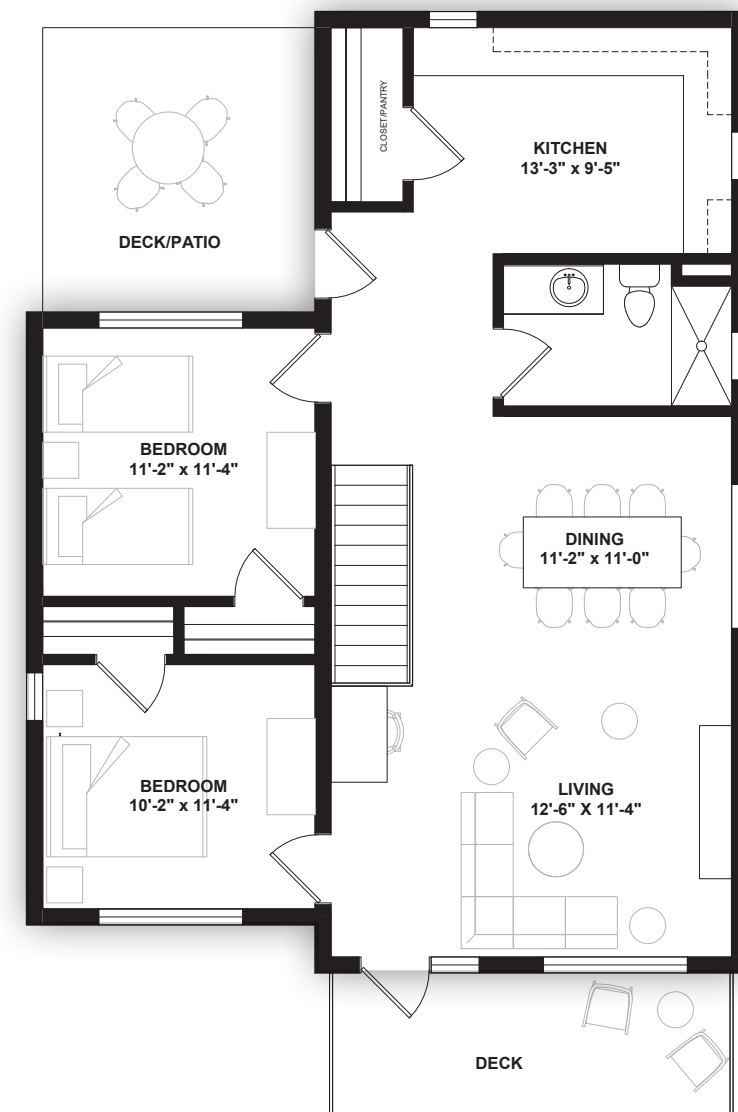 CLOSET/PANTRY
KITCHEN
13'-3" x 9'-5"
DECK/PATIO
BEDROOM
11'-2" x 11'-4"
DINING
11'-2" x 11'-0"
BEDROOM
10'-2" x 11'-4"
LIVING
12'-6" X 11'-4"
DECK